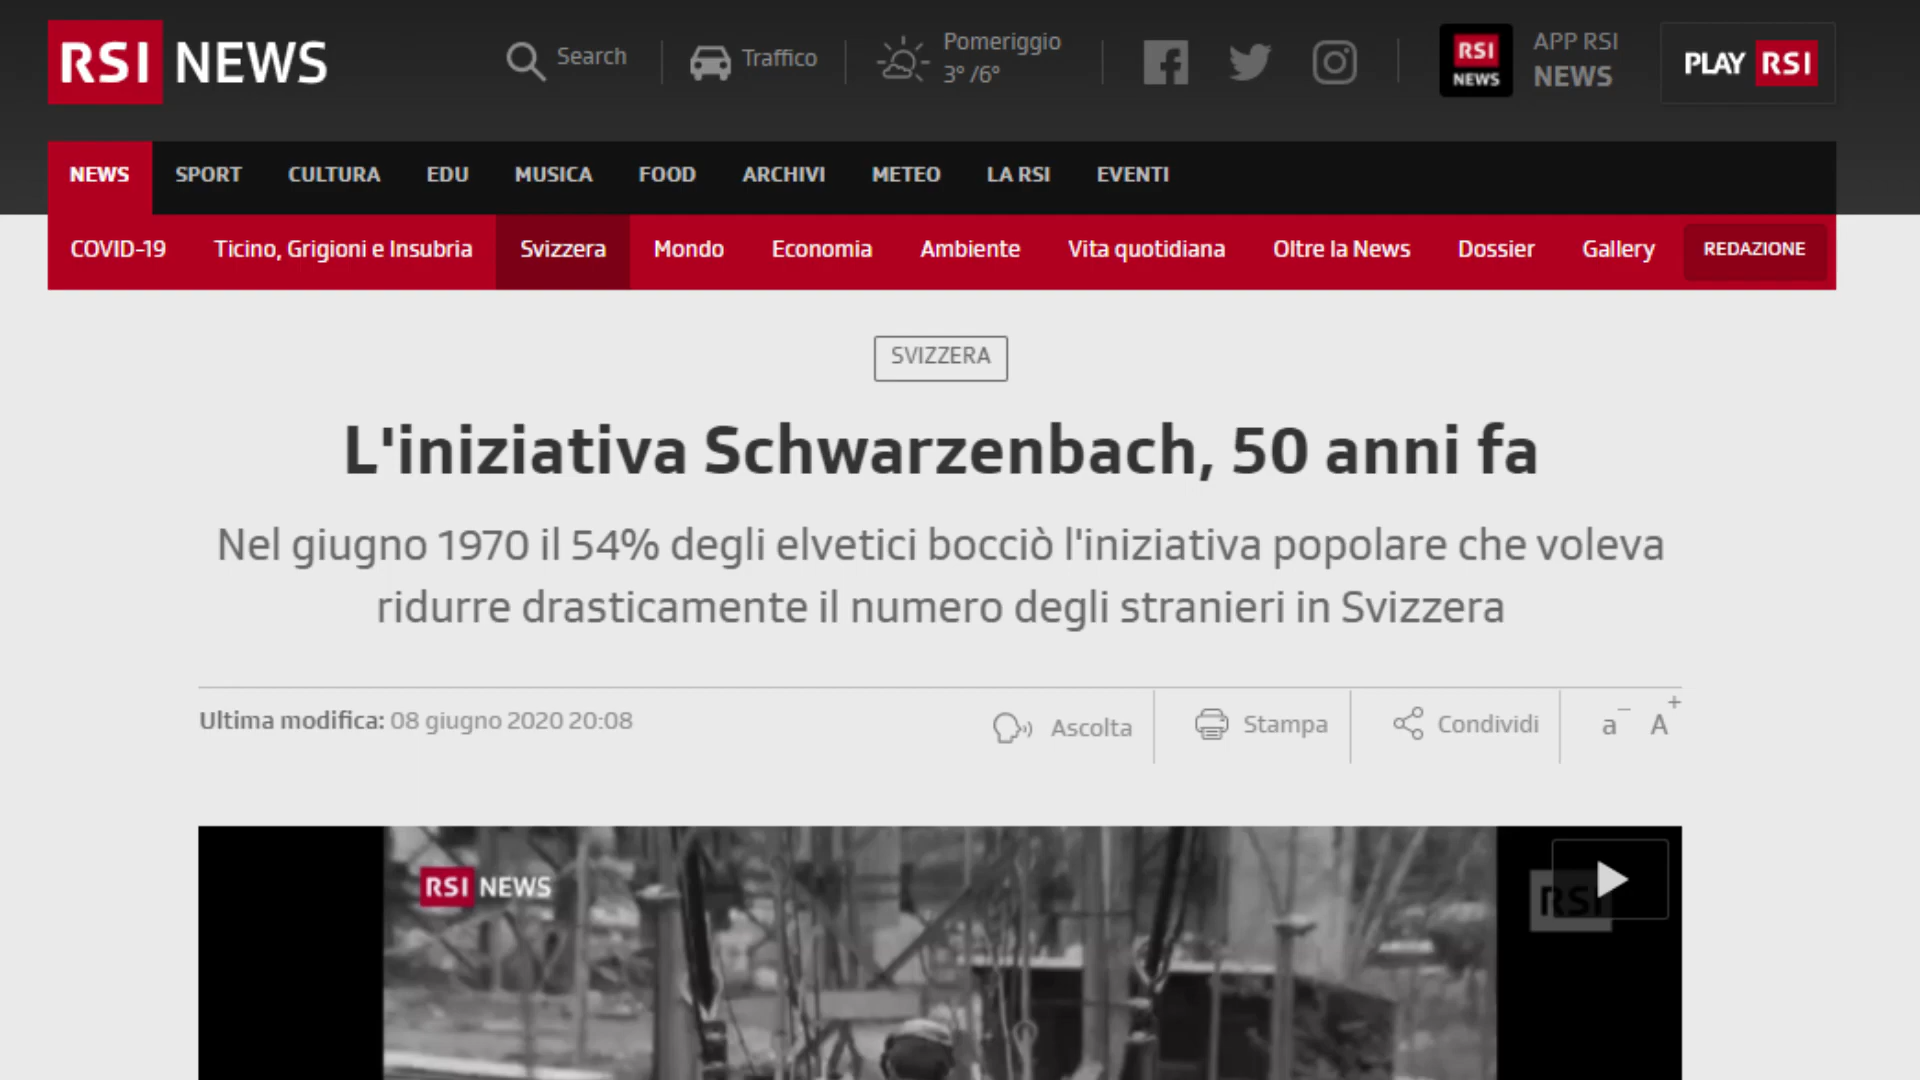 RSI NEWS
Search
Traffico
Pomeriggio
3° /6°
RSI
NEWS
APP RSI
NEWS
PLAY RSI
NEWS SPORT CULTURA EDU MUSICA FOOD ARCHIVI METEO LA RSI EVENTI
COVID-19 Ticino, Grigioni e Insubria Svizzera Mondo Economia Ambiente Vita quotidiana Oltre la News Dossier Gallery REDAZIONE
SVIZZERA
L'iniziativa Schwarzenbach, 50 anni fa
Nel giugno 1970 il 54% degli elvetici bocciò l'iniziativa popolare che voleva
ridurre drasticamente il numero degli stranieri in Svizzera
Ultima modifica: 08 giugno 2020 20:08
Ascolta
Stampa
Condividi
a⁻ A⁺
RSI NEWS
RSI